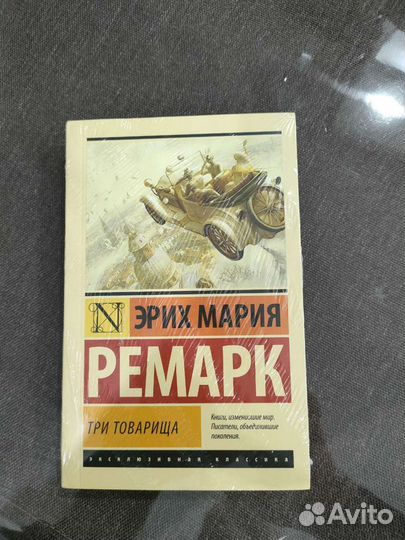 N
ЭРИХ МАРИЯ
РЕМАРК
ТРИ ТОВАРИЩА
Книги, изменившие мир.
Писатели, объединившие
поколения.
ЭКСКЛЮЗИВНАЯ КЛАССИКА
Avito